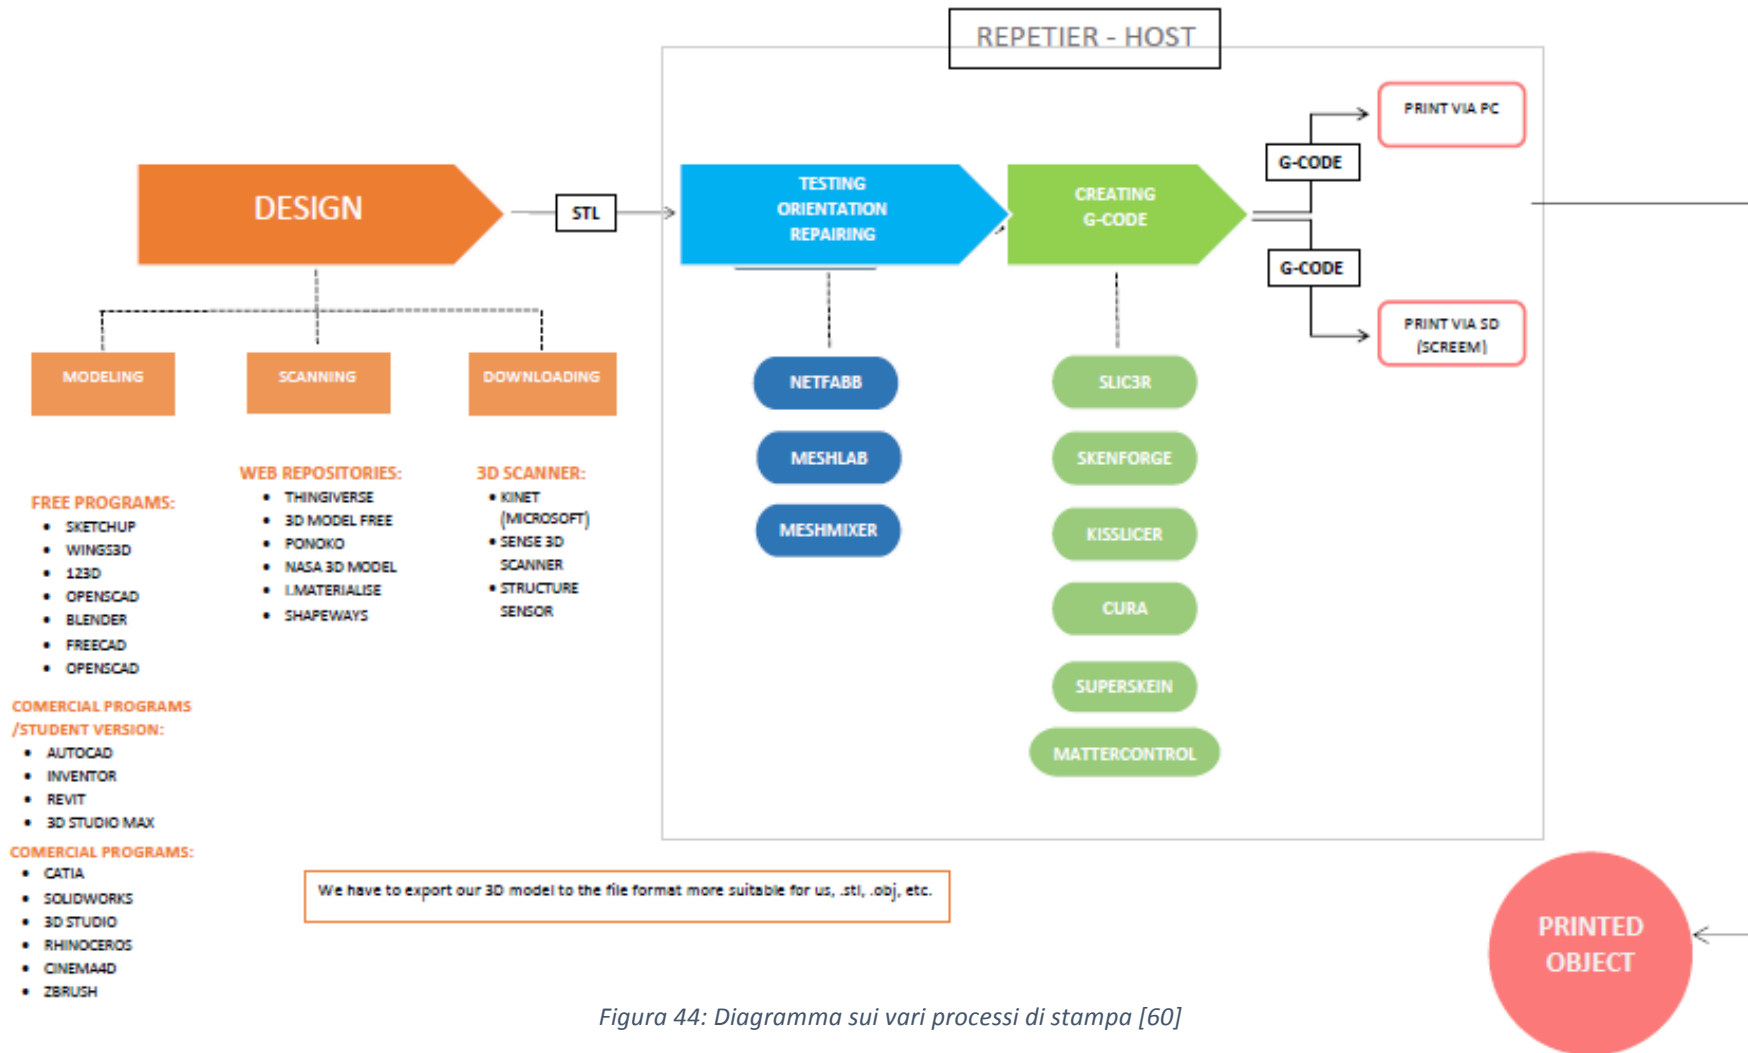 REPETIER - HOST
PRINT VIA PC
G-CODE
DESIGN
STL
TESTING
ORIENTATION
REPAIRING
CREATING
G-CODE
G-CODE
PRINT VIA SD
(SCREEM)
MODELING
SCANNING
DOWNLOADING
NETFABB
MESHLAB
MESHMIXER
SLIC3R
SKENFORGE
KISSLICER
CURA
SUPERSKEIN
MATTERCONTROL
FREE PROGRAMS:
• SKETCHUP
• WINGS3D
• 123D
• OPENSCAD
• BLENDER
• FREECAD
• OPENSCAD
COMERCIAL PROGRAMS
/STUDENT VERSION:
• AUTOCAD
• INVENTOR
• REVIT
• 3D STUDIO MAX
COMERCIAL PROGRAMS:
• CATIA
• SOLIDWORKS
• 3D STUDIO
• RHINOCEROS
• CINEMA4D
• ZBRUSH
WEB REPOSITORIES:
• THINGIVERSE
• 3D MODEL FREE
• PONOKO
• NASA 3D MODEL
• I.MATERIALISE
• SHAPEWAYS
3D SCANNER:
• KINET
(MICROSOFT)
• SENSE 3D
SCANNER
• STRUCTURE
SENSOR
We have to export our 3D model to the file format more suitable for us, .stl, .obj, etc.
PRINTED
OBJECT
Figura 44: Diagramma sui vari processi di stampa [60]